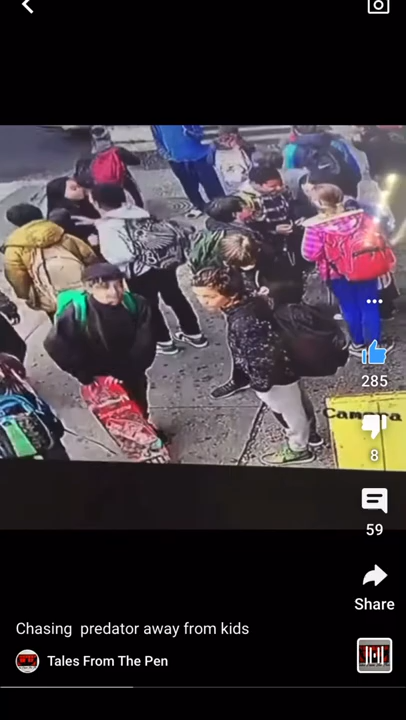 Camera
285
8
59
Share
Chasing predator away from kids
Tales From The Pen